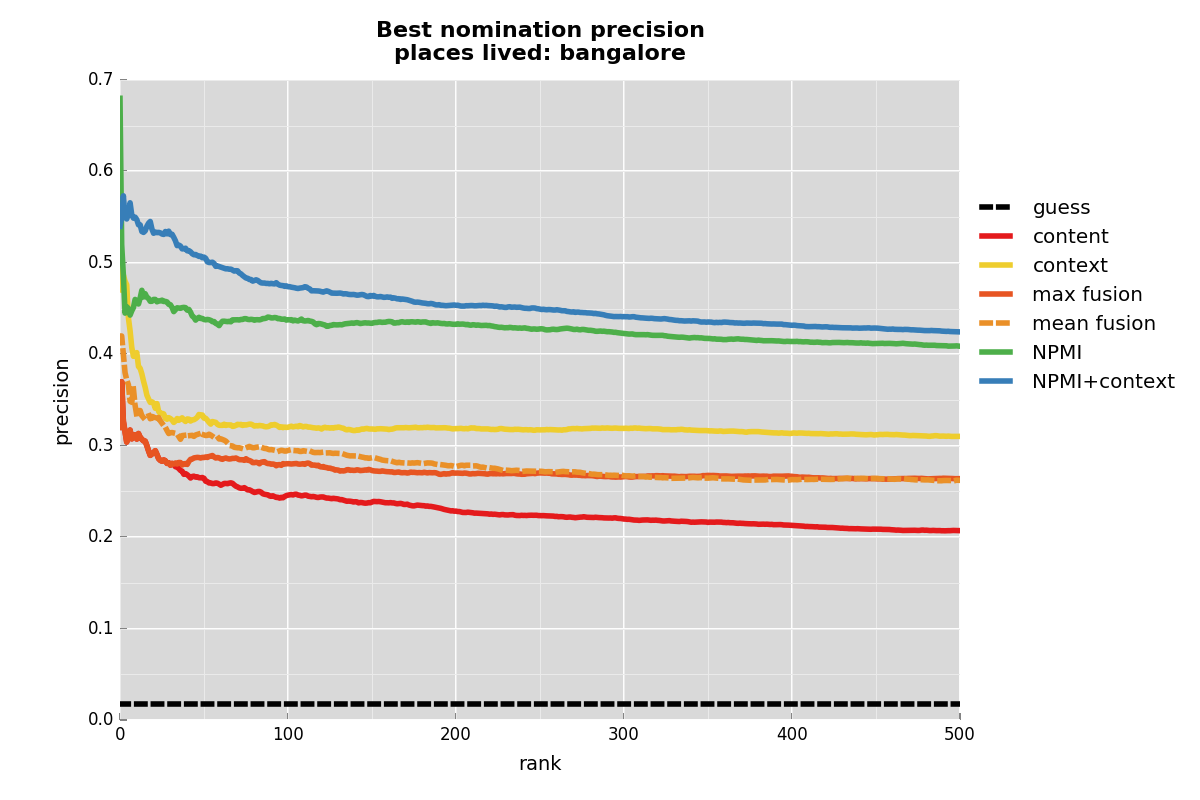 Best nomination precision
places lived: bangalore
0.7
0.6
0.5
0.4
0.3
0.2
0.1
0.0
precision
0
100
200
300
400
500
rank
guess
content
context
max fusion
mean fusion
NPMI
NPMI+context